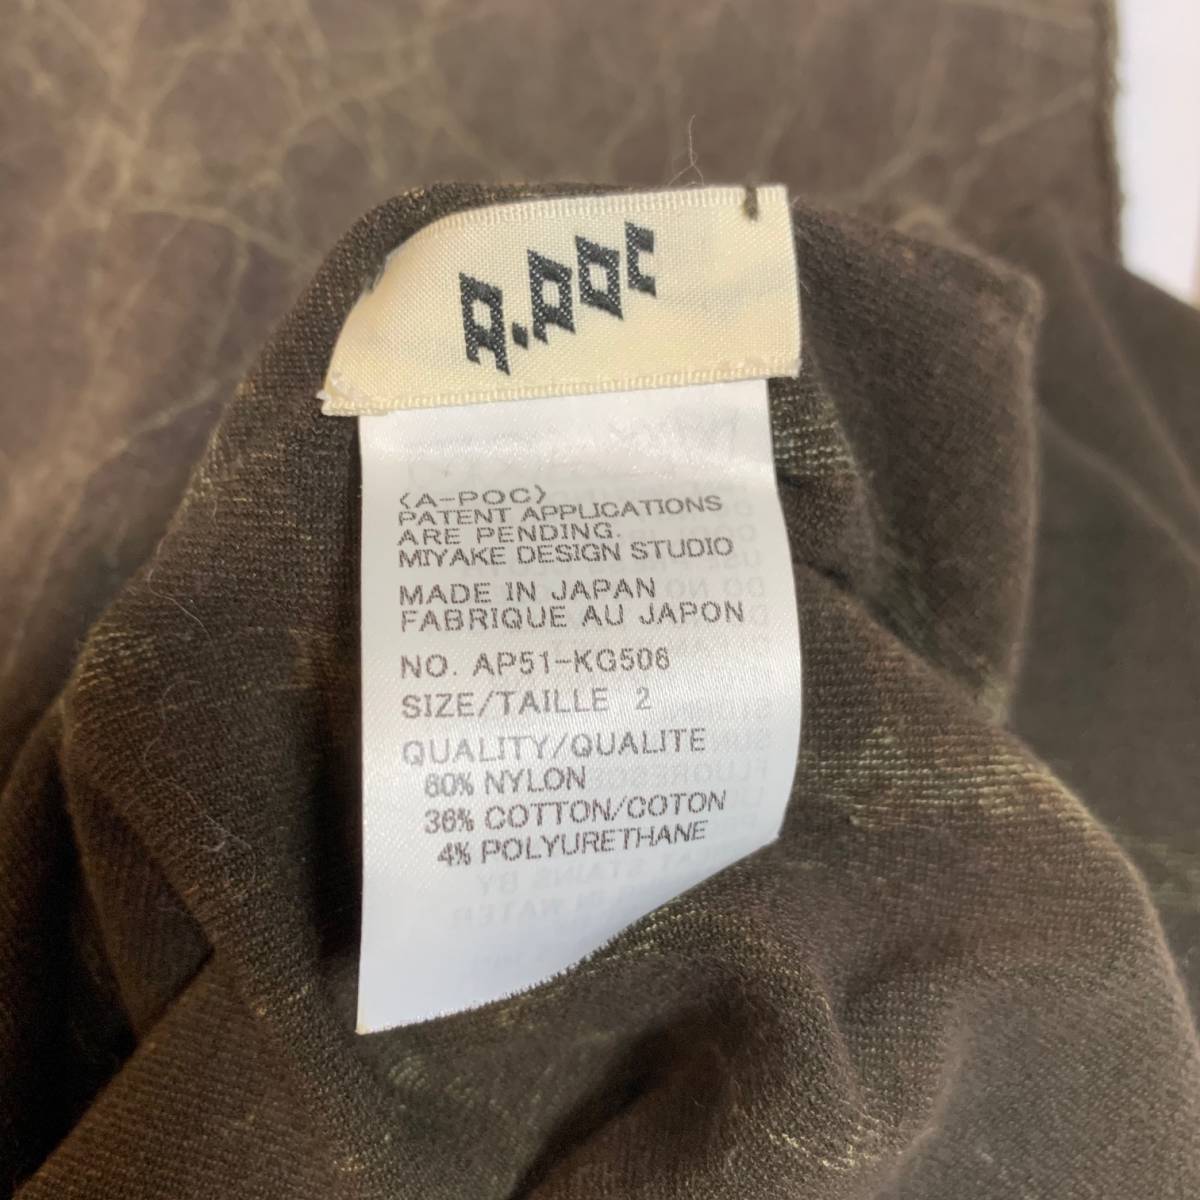 A.POC
〈A-POC〉
PATENT APPLICATIONS
ARE PENDING.
MIYAKE DESIGN STUDIO
MADE IN JAPAN
FABRIQUE AU JAPON
NO. AP51-KG506
SIZE/TAILLE 2
QUALITY/QUALITE
60% NYLON
36% COTTON/COTON
4% POLYURETHANE